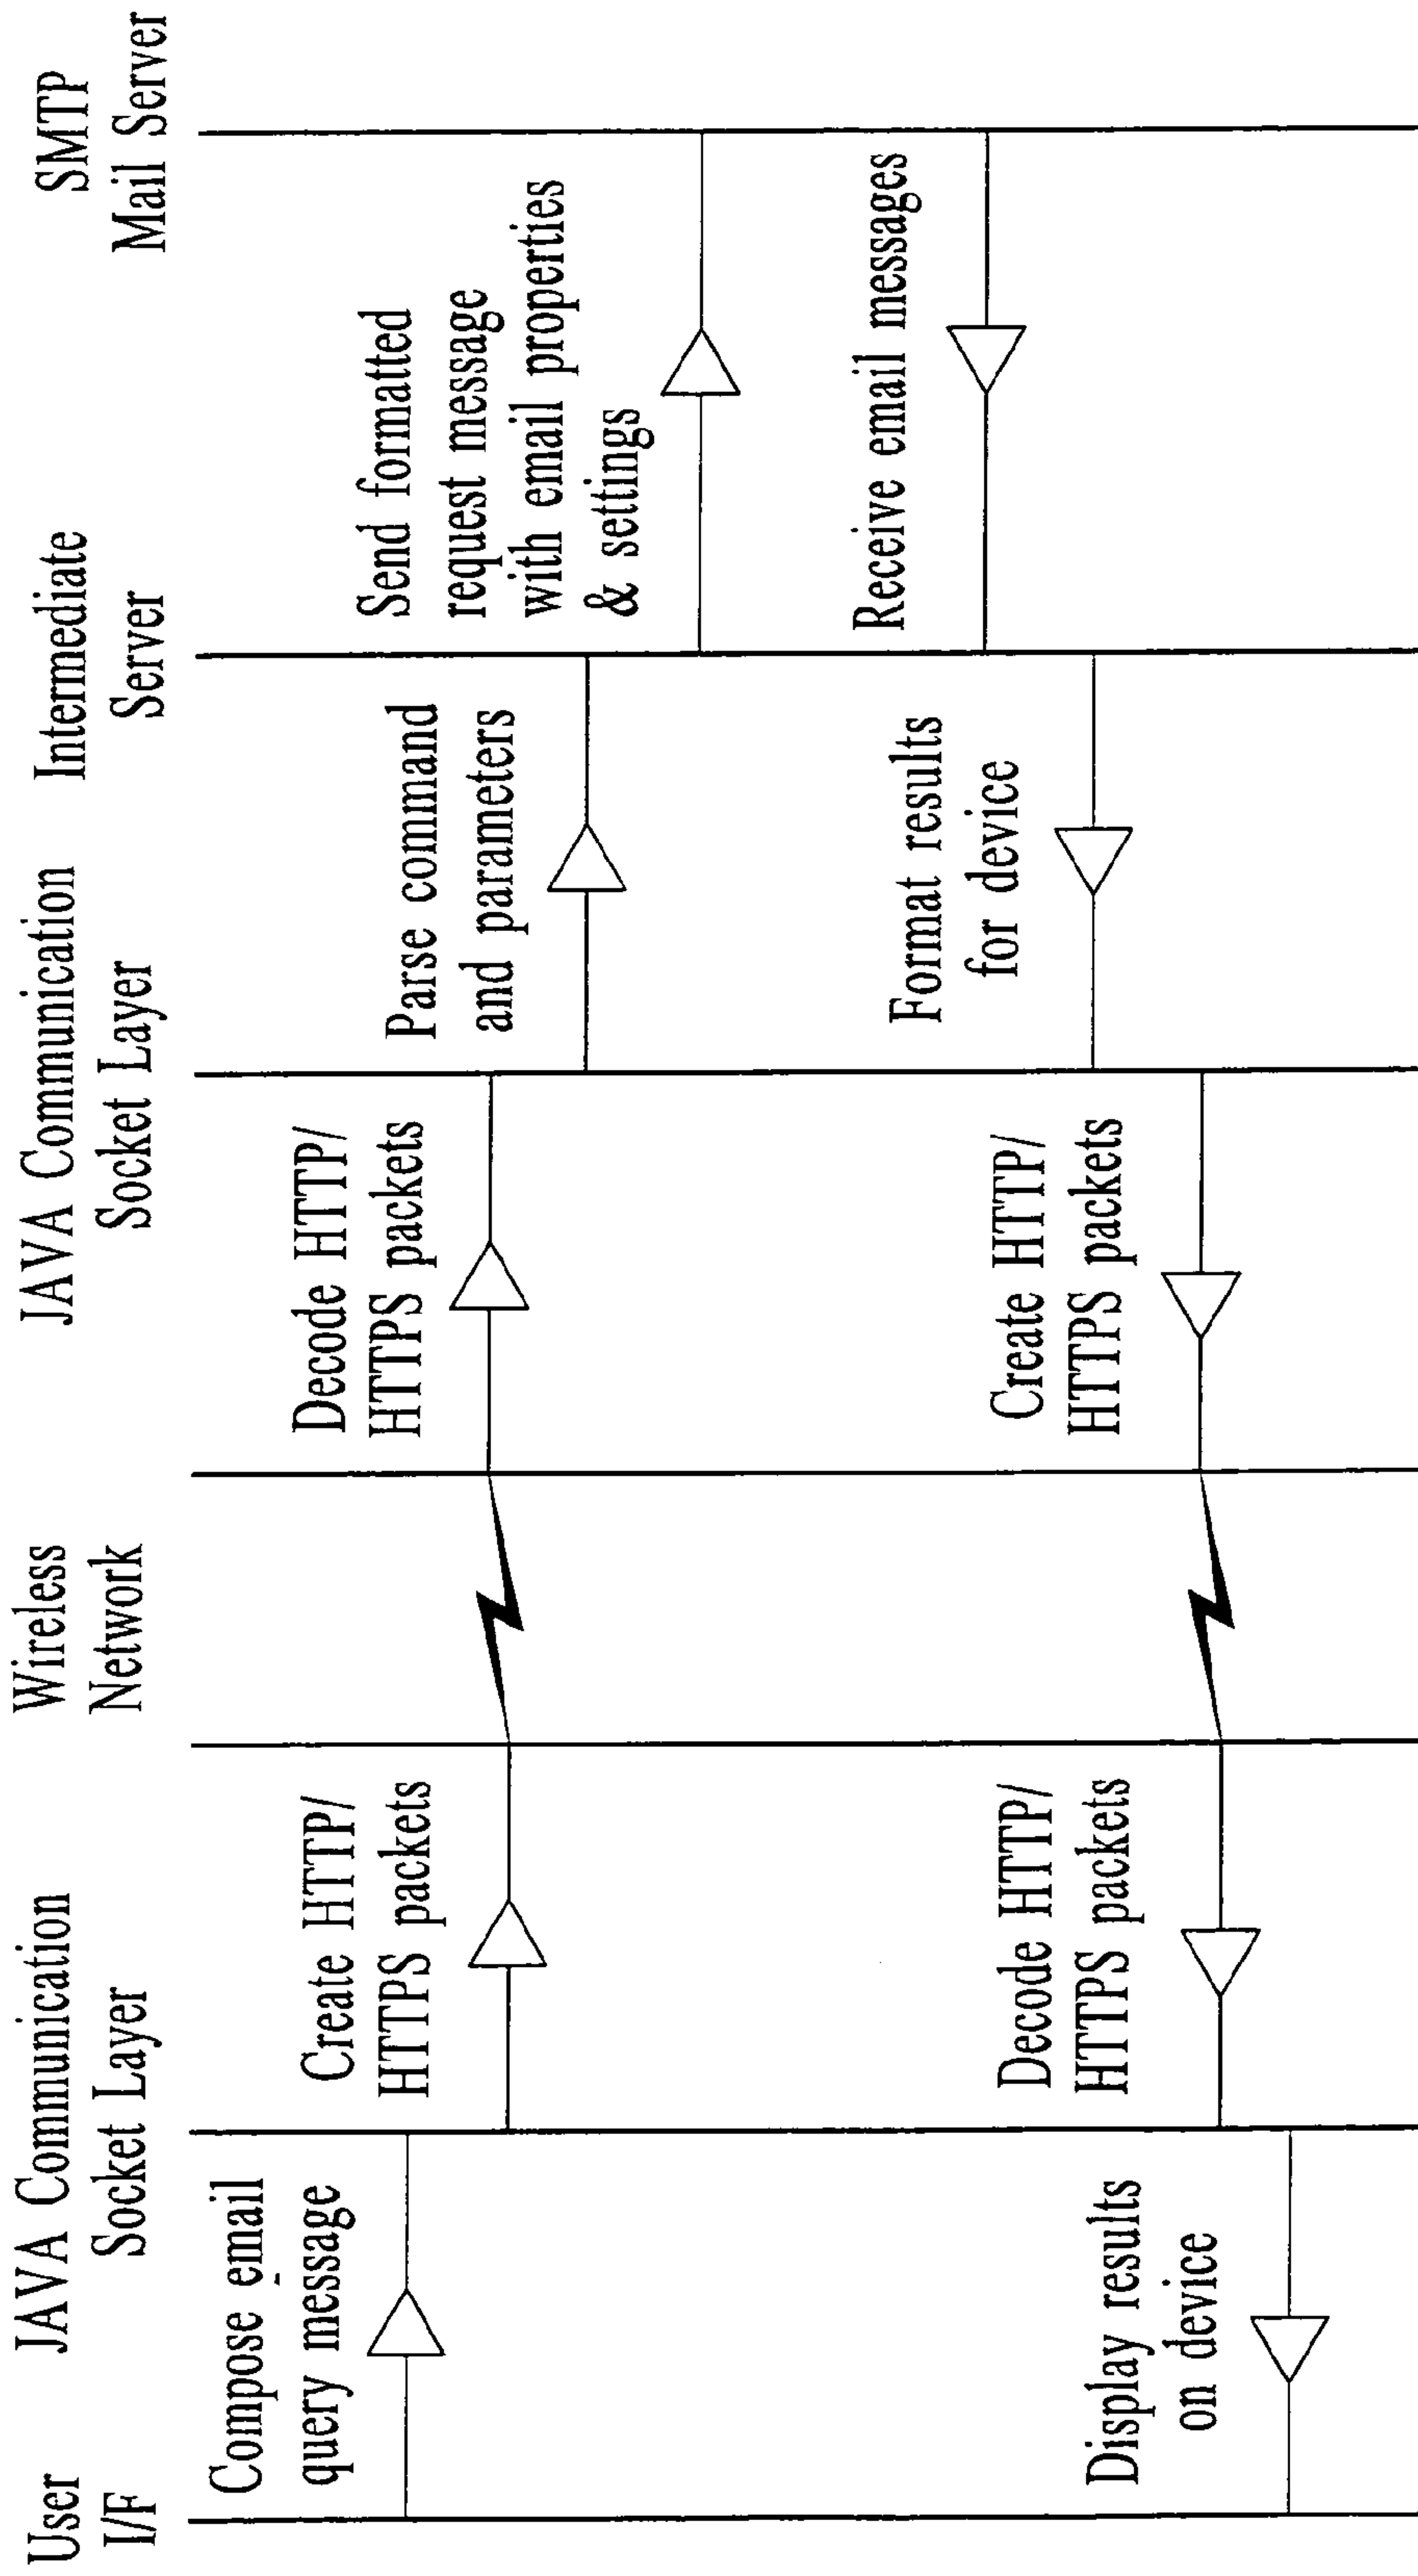 User
I/F
JAVA Communication
Socket Layer
Wireless
Network
JAVA Communication
Socket Layer
Intermediate
Server
SMTP
Mail Server
Compose email
query message
Create HTTP/
HTTPS packets
Decode HTTP/
HTTPS packets
Parse command
and parameters
Send formatted
request message
with email properties
& settings
Receive email messages
Format results
for device
Create HTTP/
HTTPS packets
Decode HTTP/
HTTPS packets
Display results
on device